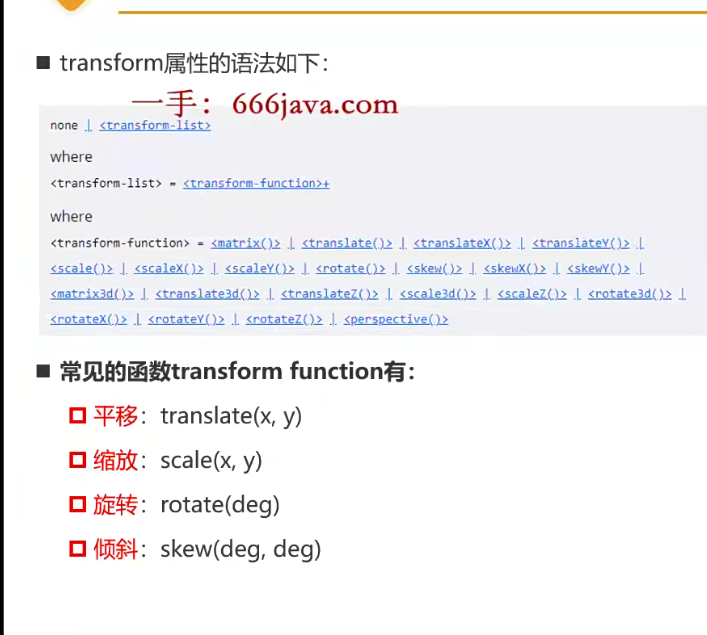 transform属性的语法如下：
一手：666java.com
none | <transform-list>
where
<transform-list> = <transform-function>+
where
<transform-function> = <matrix()> | <translate()> | <translateX()> | <translateY()> |
<scale()> | <scaleX()> | <scaleY()> | <rotate()> | <skew()> | <skewX()> | <skewY()> |
<matrix3d()> | <translate3d()> | <translateZ()> | <scale3d()> | <scaleZ()> | <rotate3d()> |
<rotateX()> | <rotateY()> | <rotateZ()> | <perspective()>
常见的函数transform function有：
平移：translate(x, y)
缩放：scale(x, y)
旋转：rotate(deg)
倾斜：skew(deg, deg)